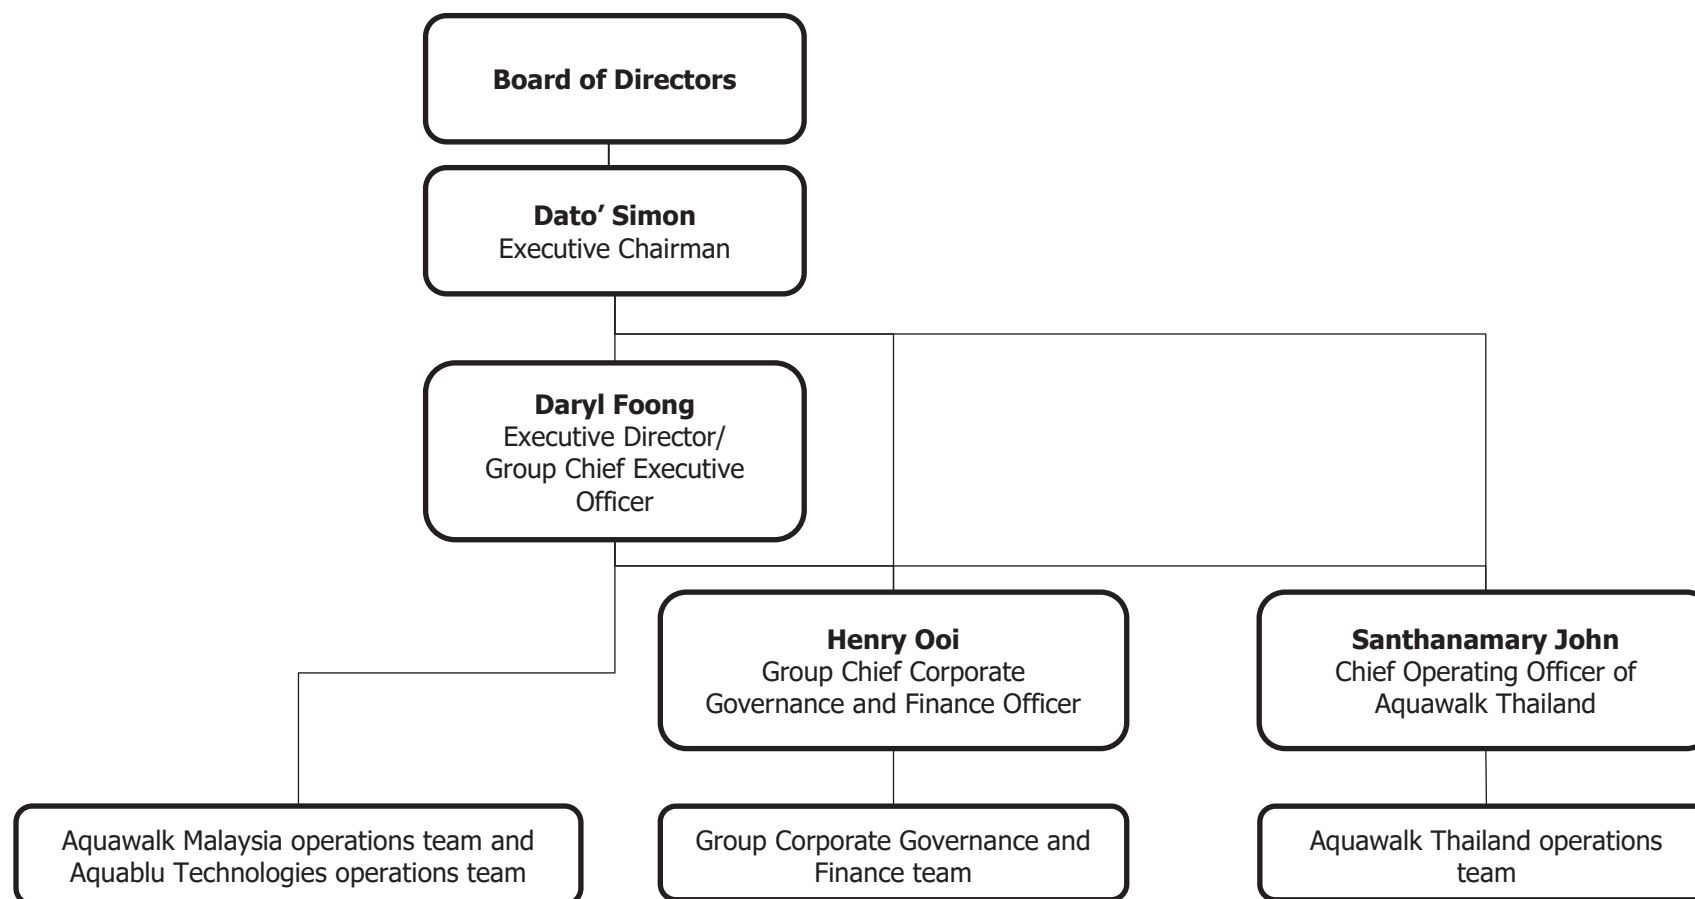 Board of Directors
Dato’ Simon
Executive Chairman
Daryl Foong
Executive Director/
Group Chief Executive
Officer
Henry Ooi
Group Chief Corporate
Governance and Finance Officer
Santhanamary John
Chief Operating Officer of
Aquawalk Thailand
Aquawalk Malaysia operations team and
Aquablu Technologies operations team
Group Corporate Governance and
Finance team
Aquawalk Thailand operations
team